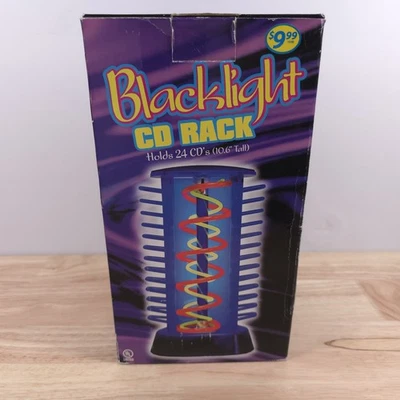 $9.99
Blacklight
CD RACK
Holds 24 CD's (10.6" Tall)